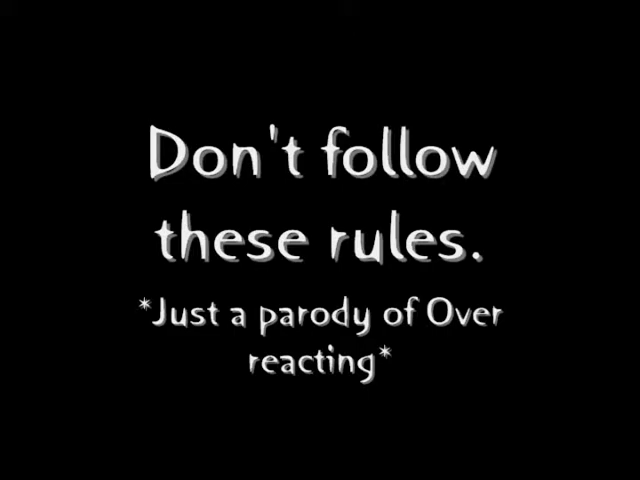 Don't follow
these rules.
*Just a parody of Over
reacting*